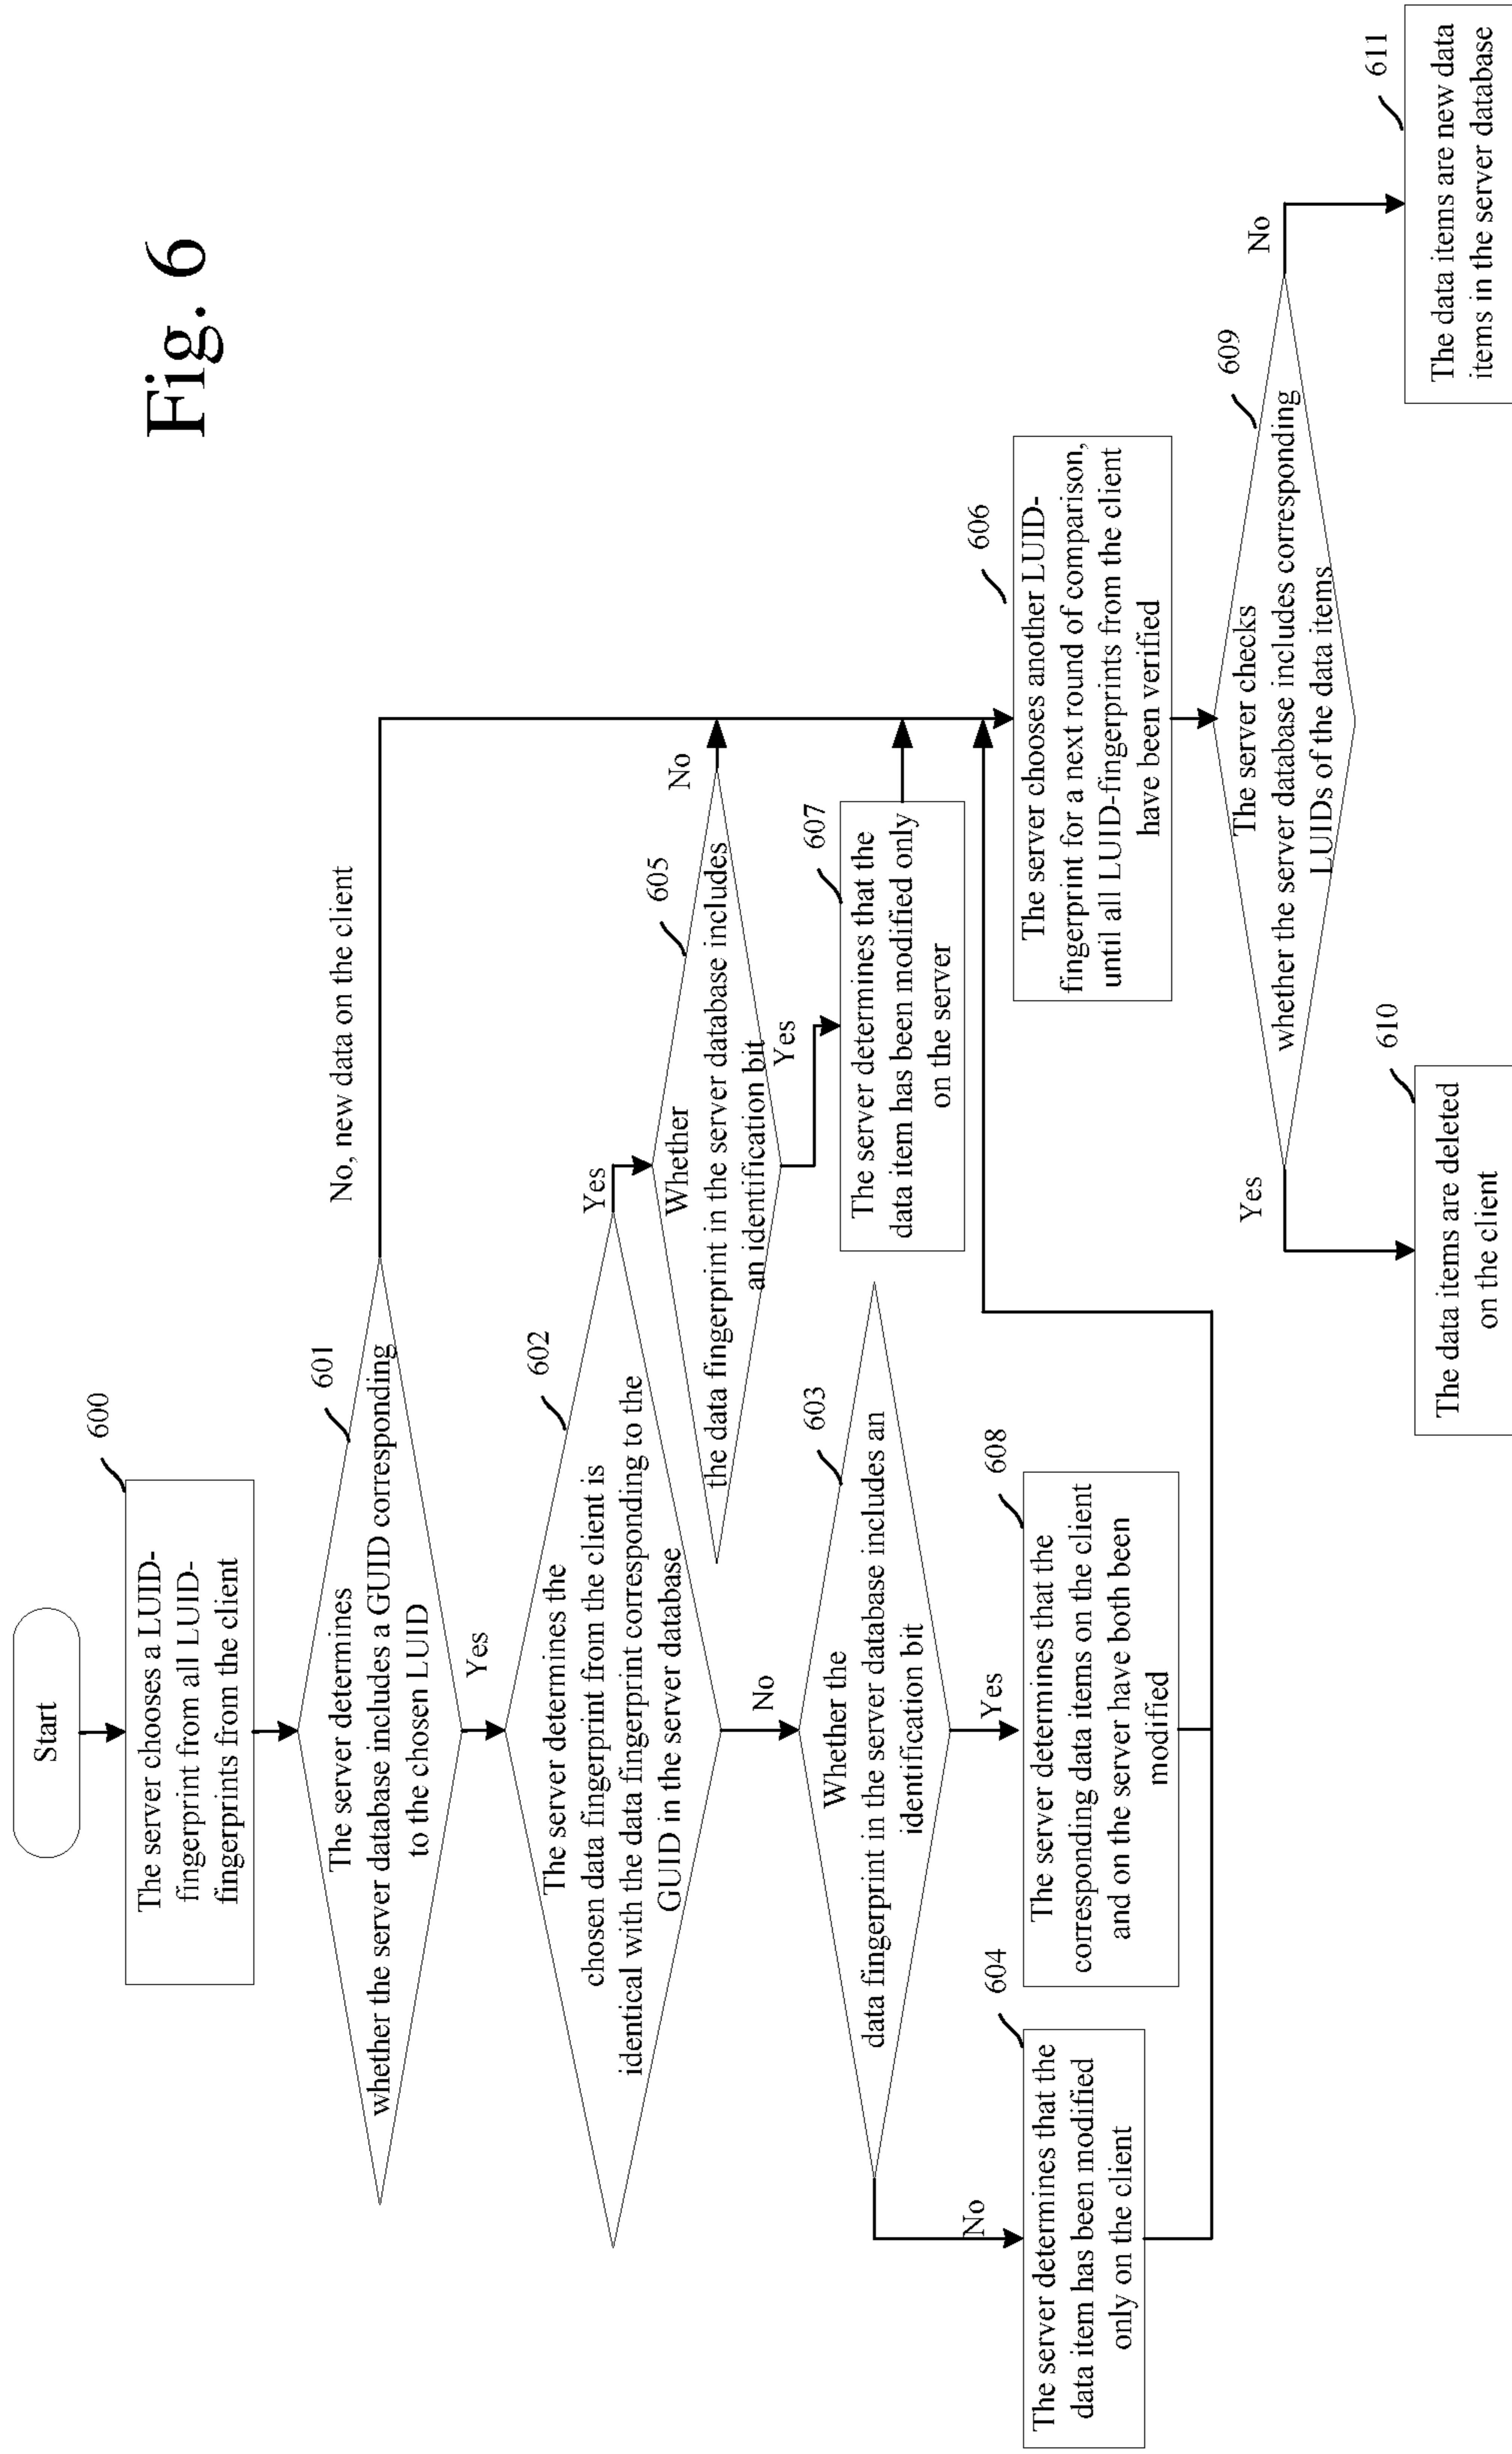 Fig. 6
Start
600
The server chooses a LUID-
fingerprint from all LUID-
fingerprints from the client
601
The server determines
whether the server database includes a GUID corresponding
to the chosen LUID
No, new data on the client
Yes
602
The server determines the
chosen data fingerprint from the client is
identical with the data fingerprint corresponding to the
GUID in the server database
Yes
No
605
Whether
the data fingerprint in the server database includes
an identification bit
No
Yes
603
Whether the
data fingerprint in the server database includes an
identification bit
No
Yes
607
The server determines that the
data item has been modified only
on the server
604
The server determines that the
data item has been modified
only on the client
608
The server determines that the
corresponding data items on the client
and on the server have both been
modified
606
The server chooses another LUID-
fingerprint for a next round of comparison,
until all LUID-fingerprints from the client
have been verified
609
The server checks
whether the server database includes corresponding
LUIDs of the data items
Yes
No
610
The data items are deleted
on the client
611
The data items are new data
items in the server database